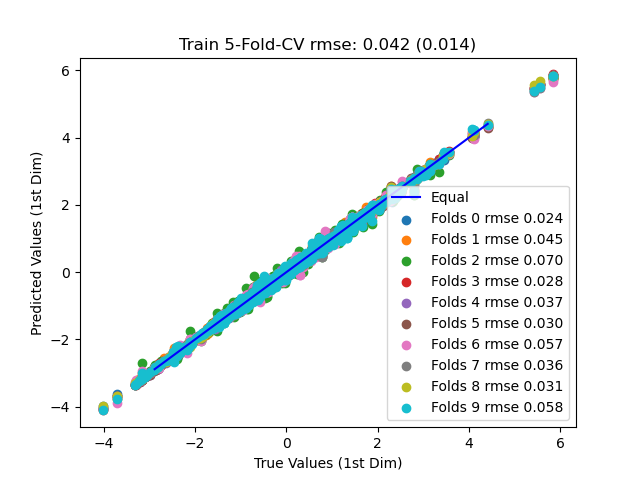 Train 5-Fold-CV rmse: 0.042 (0.014)
Predicted Values (1st Dim)
6
4
2
0
−2
−4
Equal
Folds 0 rmse 0.024
Folds 1 rmse 0.045
Folds 2 rmse 0.070
Folds 3 rmse 0.028
Folds 4 rmse 0.037
Folds 5 rmse 0.030
Folds 6 rmse 0.057
Folds 7 rmse 0.036
Folds 8 rmse 0.031
Folds 9 rmse 0.058
−4 −2 0 2 4 6
True Values (1st Dim)